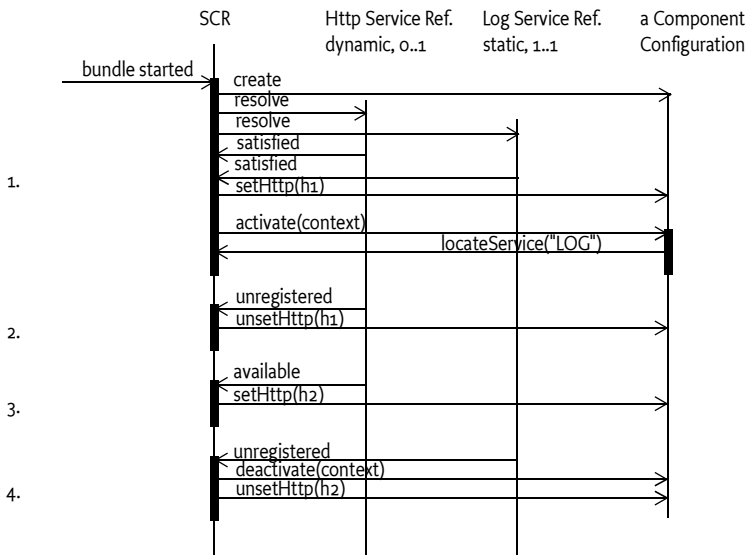 SCR
Http Service Ref.
dynamic, 0..1
Log Service Ref.
static, 1..1
a Component
Configuration
bundle started
create
resolve
resolve
satisfied
satisfied
1.
setHttp(h1)
activate(context)
locateService("LOG")
unregistered
unsetHttp(h1)
2.
available
setHttp(h2)
3.
unregistered
deactivate(context)
unsetHttp(h2)
4.